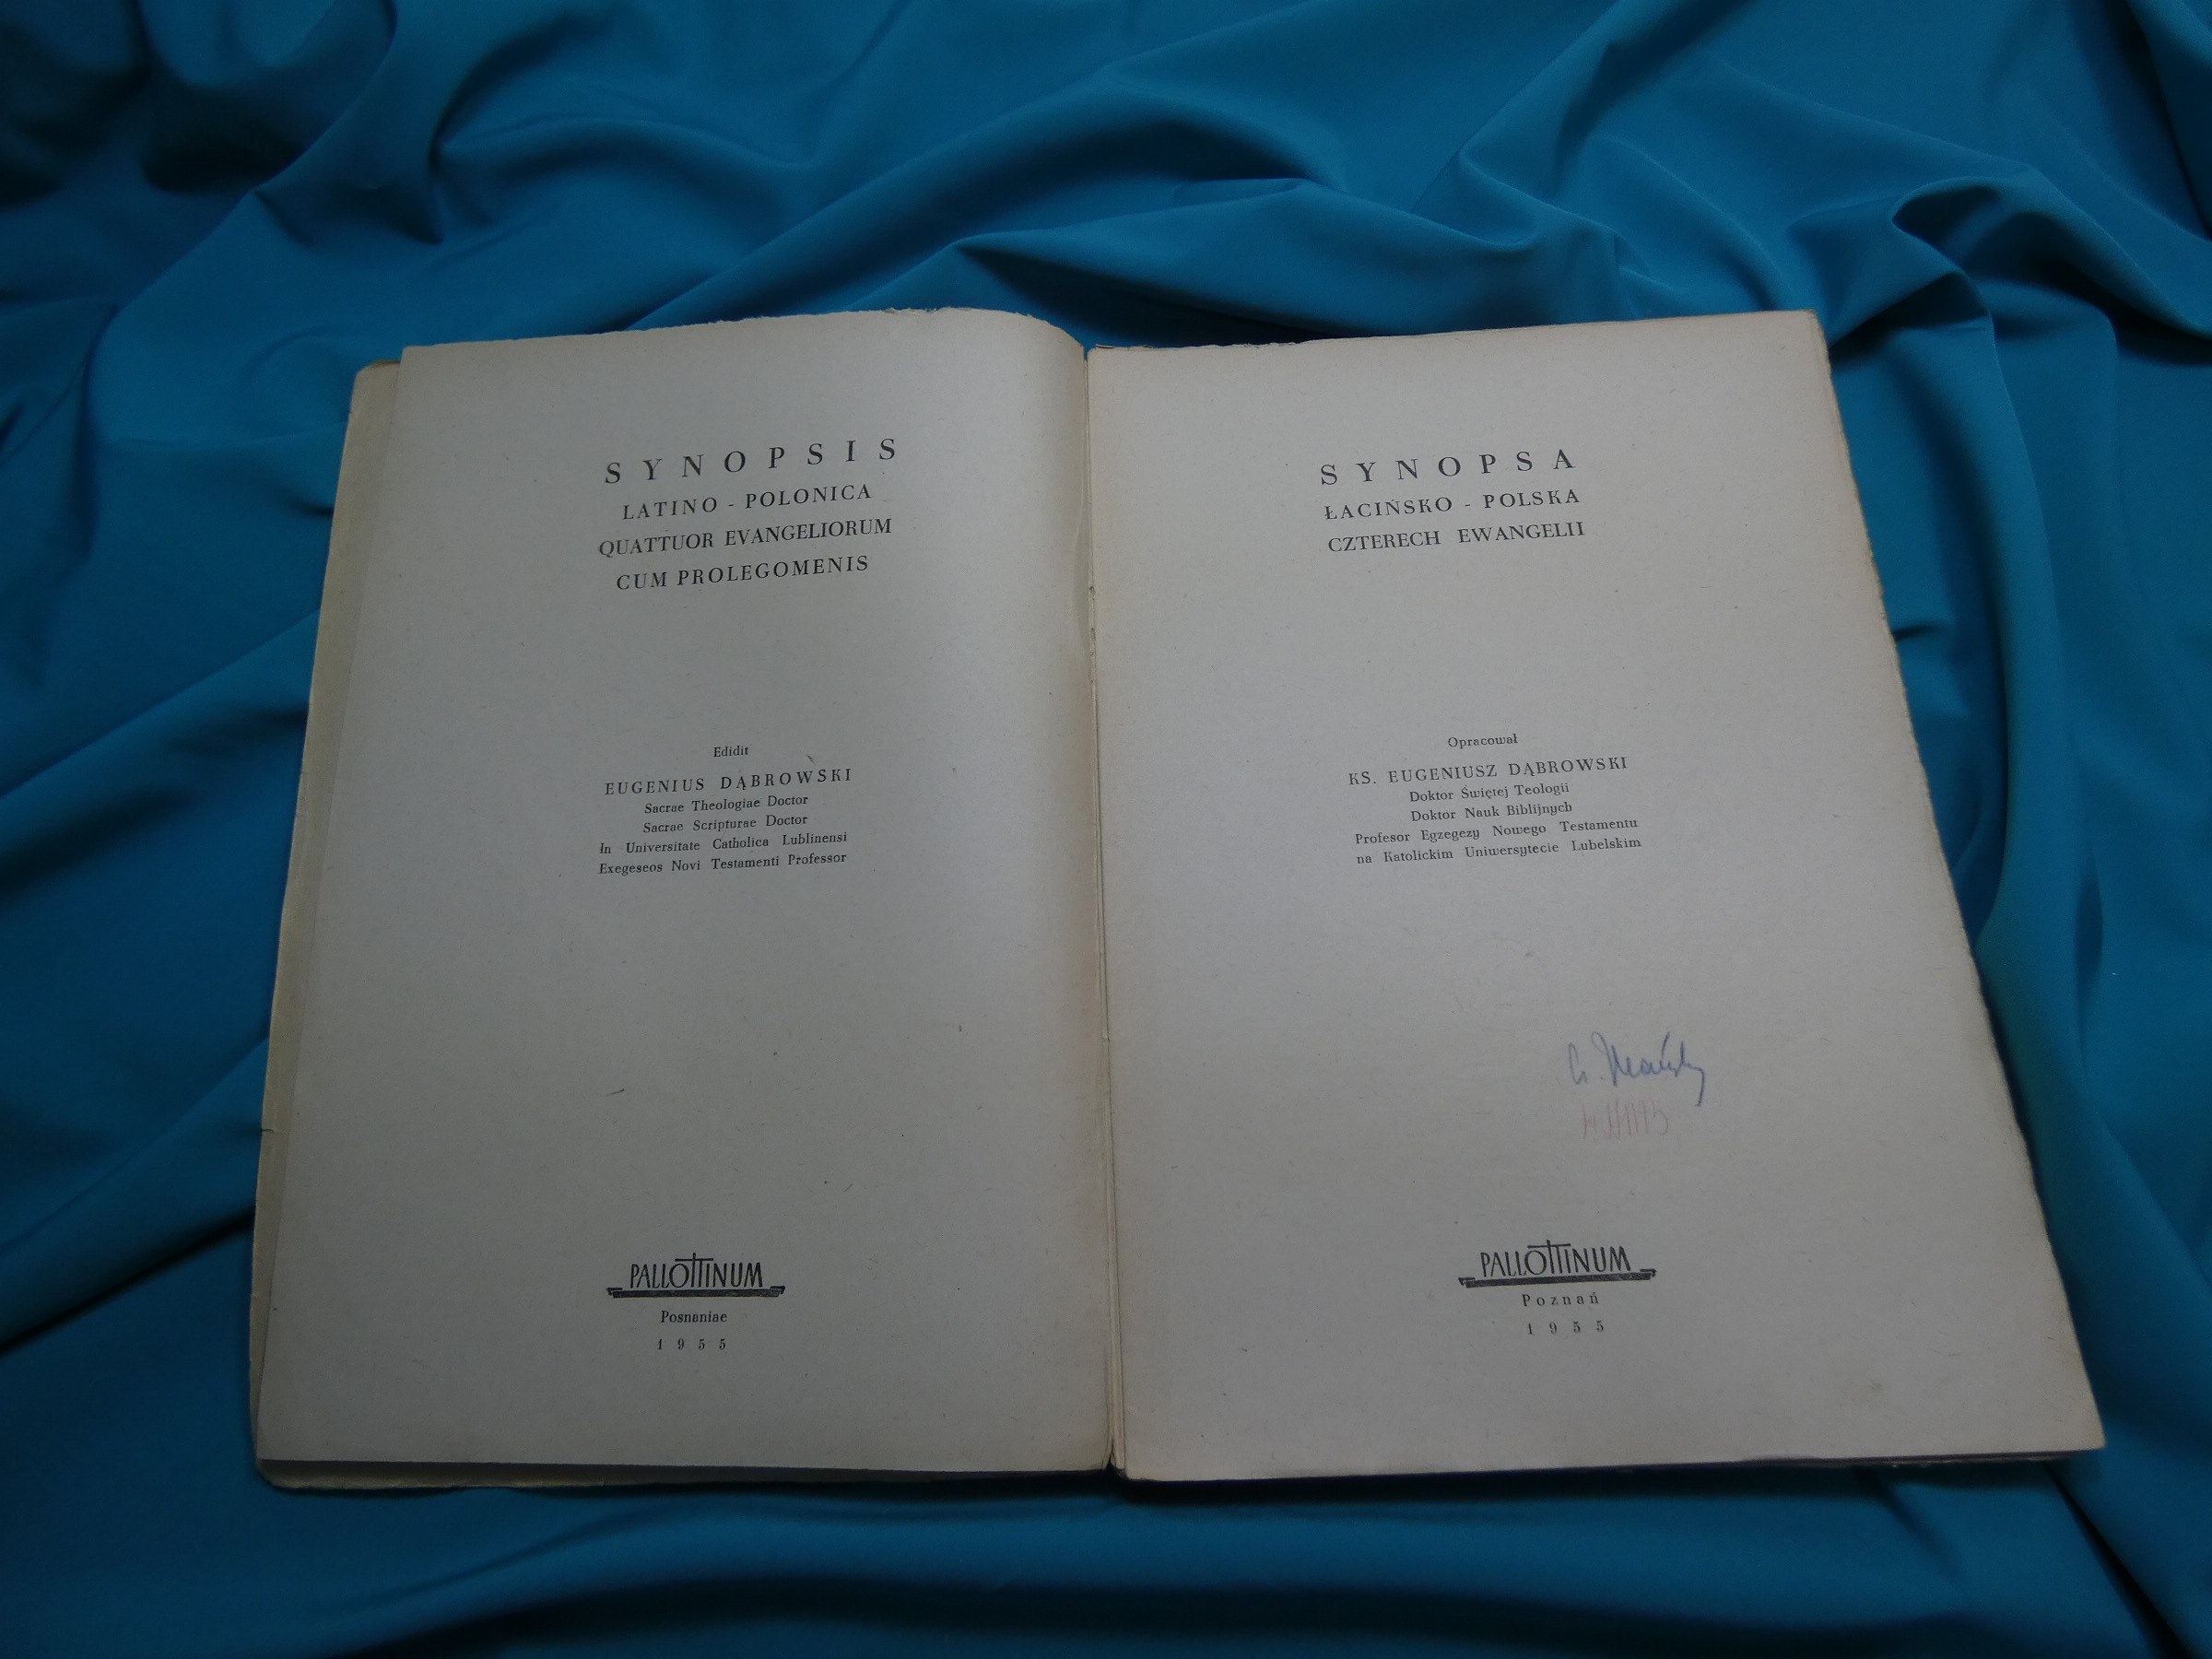 SYNOPSIS
LATINO - POLONICA
QUATTUOR EVANGELIORUM
CUM PROLEGOMENIS
Edidit
EUGENIUS DĄBROWSKI
Sacrae Theologiae Doctor
Sacrae Scripturae Doctor
In Universitate Catholica Lublinensi
Exegeseos Novi Testamenti Professor
PALLOTTINUM
Posnaniae
1955
SYNOPSA
ŁACIŃSKO - POLSKA
CZTERECH EWANGELII
Opracował
KS. EUGENIUSZ DĄBROWSKI
Doktor Świętej Teologii
Doktor Nauk Biblijnych
Profesor Egzegezy Nowego Testamentu
na Katolickim Uniwersytecie Lubelskim
PALLOTTINUM
Poznań
1955